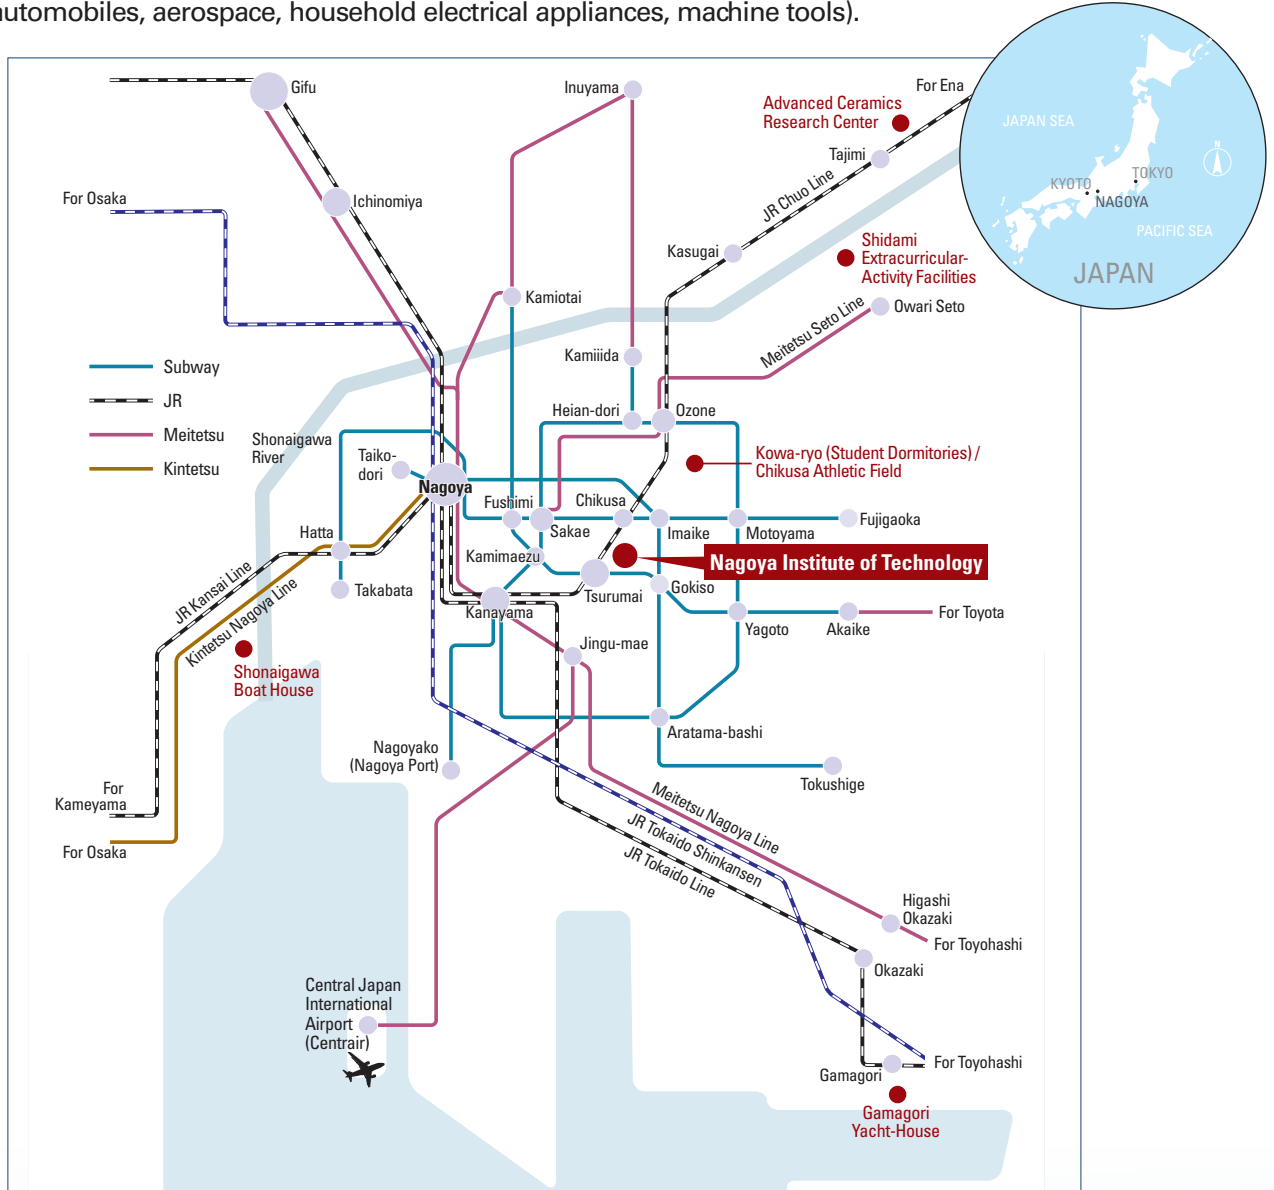 automobiles, aerospace, household electrical appliances, machine tools).
Gifu
Inuyama
Advanced Ceramics
Research Center
For Ena
JAPAN SEA
N
Tajimi
TOKYO
KYOTO
NAGOYA
PACIFIC SEA
JAPAN
For Osaka
Ichinomiya
JR Chuo Line
Kasugai
Shidami
Extracurricular-
Activity Facilities
Kamiotai
Owari Seto
Meitetsu Seto Line
Kamiiida
Subway
JR
Meitetsu
Kintetsu
Heian-dori
Ozone
Shonaigawa
River
Taiko-
dori
Kowa-ryo (Student Dormitories) /
Chikusa Athletic Field
Nagoya
Fushimi
Chikusa
Sakae
Imaike
Motoyama
Fujigaoka
Hatta
Kamimaezu
Nagoya Institute of Technology
Takabata
Tsurumai
Gokiso
JR Kansai Line
Kintetsu Nagoya Line
Kanayama
Yagoto
Akaike
For Toyota
Jingu-mae
Shonaigawa
Boat House
Aratama-bashi
Nagoyako
(Nagoya Port)
Tokushige
For
Kameyama
For Osaka
Meitetsu Nagoya Line
JR Tokaido Shinkansen
JR Tokaido Line
Higashi
Okazaki
For Toyohashi
Okazaki
Central Japan
International
Airport
(Centrair)
For Toyohashi
Gamagori
Gamagori
Yacht-House